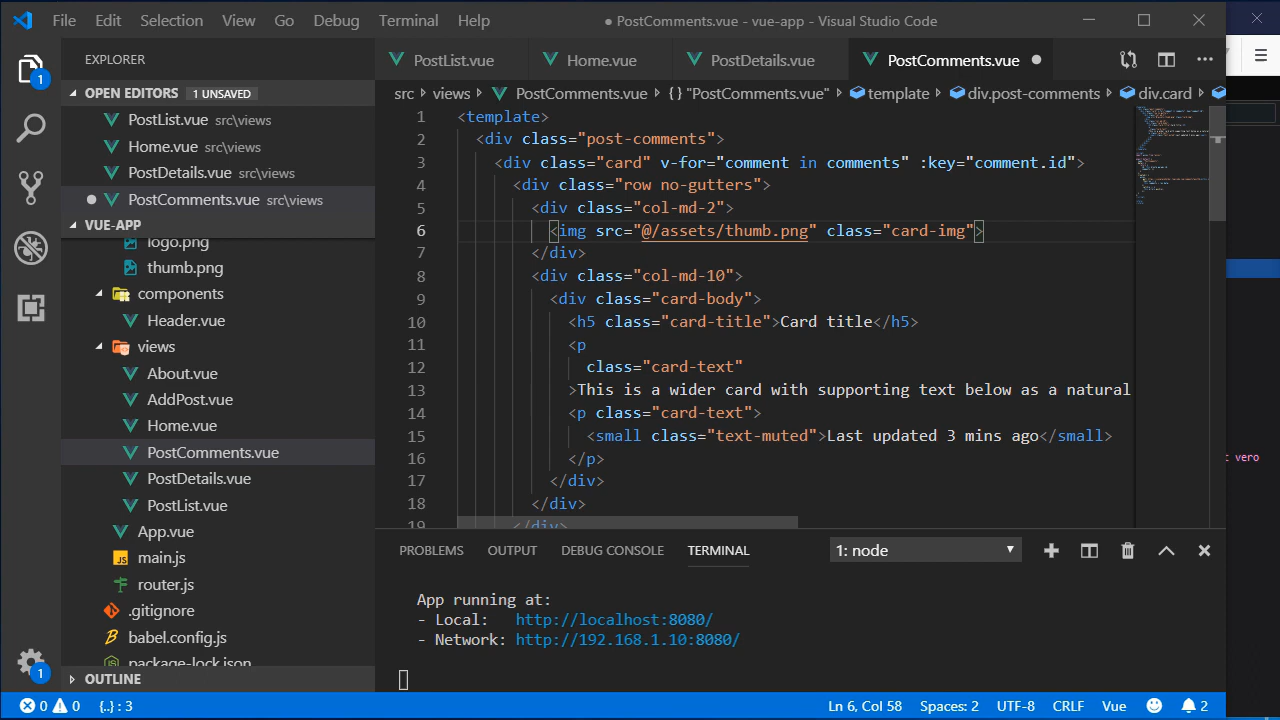 File Edit Selection View Go Debug Terminal Help
● PostComments.vue - vue-app - Visual Studio Code
EXPLORER
OPEN EDITORS 1 UNSAVED
PostList.vue src\views
Home.vue src\views
PostDetails.vue src\views
PostComments.vue src\views
VUE-APP
logo.png
thumb.png
components
Header.vue
views
About.vue
AddPost.vue
Home.vue
PostComments.vue
PostDetails.vue
PostList.vue
App.vue
JS main.js
router.js
.gitignore
babel.config.js
package-lock.json
OUTLINE
1
1
PostList.vue Home.vue PostDetails.vue PostComments.vue
src > views > PostComments.vue > {} "PostComments.vue" > template > div.post-comments > div.card >
1 <template>
2 <div class="post-comments">
3 <div class="card" v-for="comment in comments" :key="comment.id">
4 <div class="row no-gutters">
5 <div class="col-md-2">
6 <img src="@/assets/thumb.png" class="card-img">
7 </div>
8 <div class="col-md-10">
9 <div class="card-body">
10 <h5 class="card-title">Card title</h5>
11 <p
12 class="card-text"
13 >This is a wider card with supporting text below as a natural
14 <p class="card-text">
15 <small class="text-muted">Last updated 3 mins ago</small>
16 </p>
17 </div>
18 </div>
19 </div>
PROBLEMS OUTPUT DEBUG CONSOLE TERMINAL 1: node
App running at:
- Local: http://localhost:8080/
- Network: http://192.168.1.10:8080/
vero
0 0 {..} : 3 Ln 6, Col 58 Spaces: 2 UTF-8 CRLF Vue 2